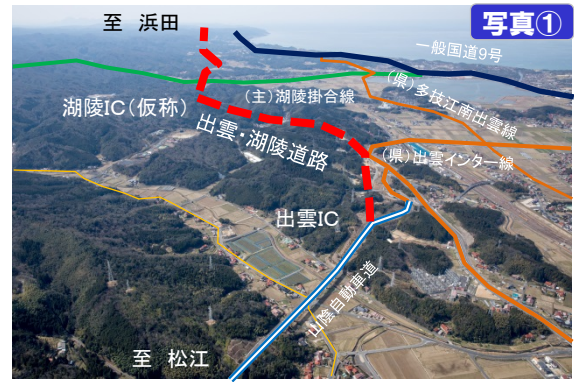 至 浜田
写真①
一般国道9号
(主)湖陵掛合線
(県)多技江南出雲線
湖陵IC(仮称)
出雲・湖陵道路
(県)出雲インター線
出雲IC
山陰自動車道
至 松江